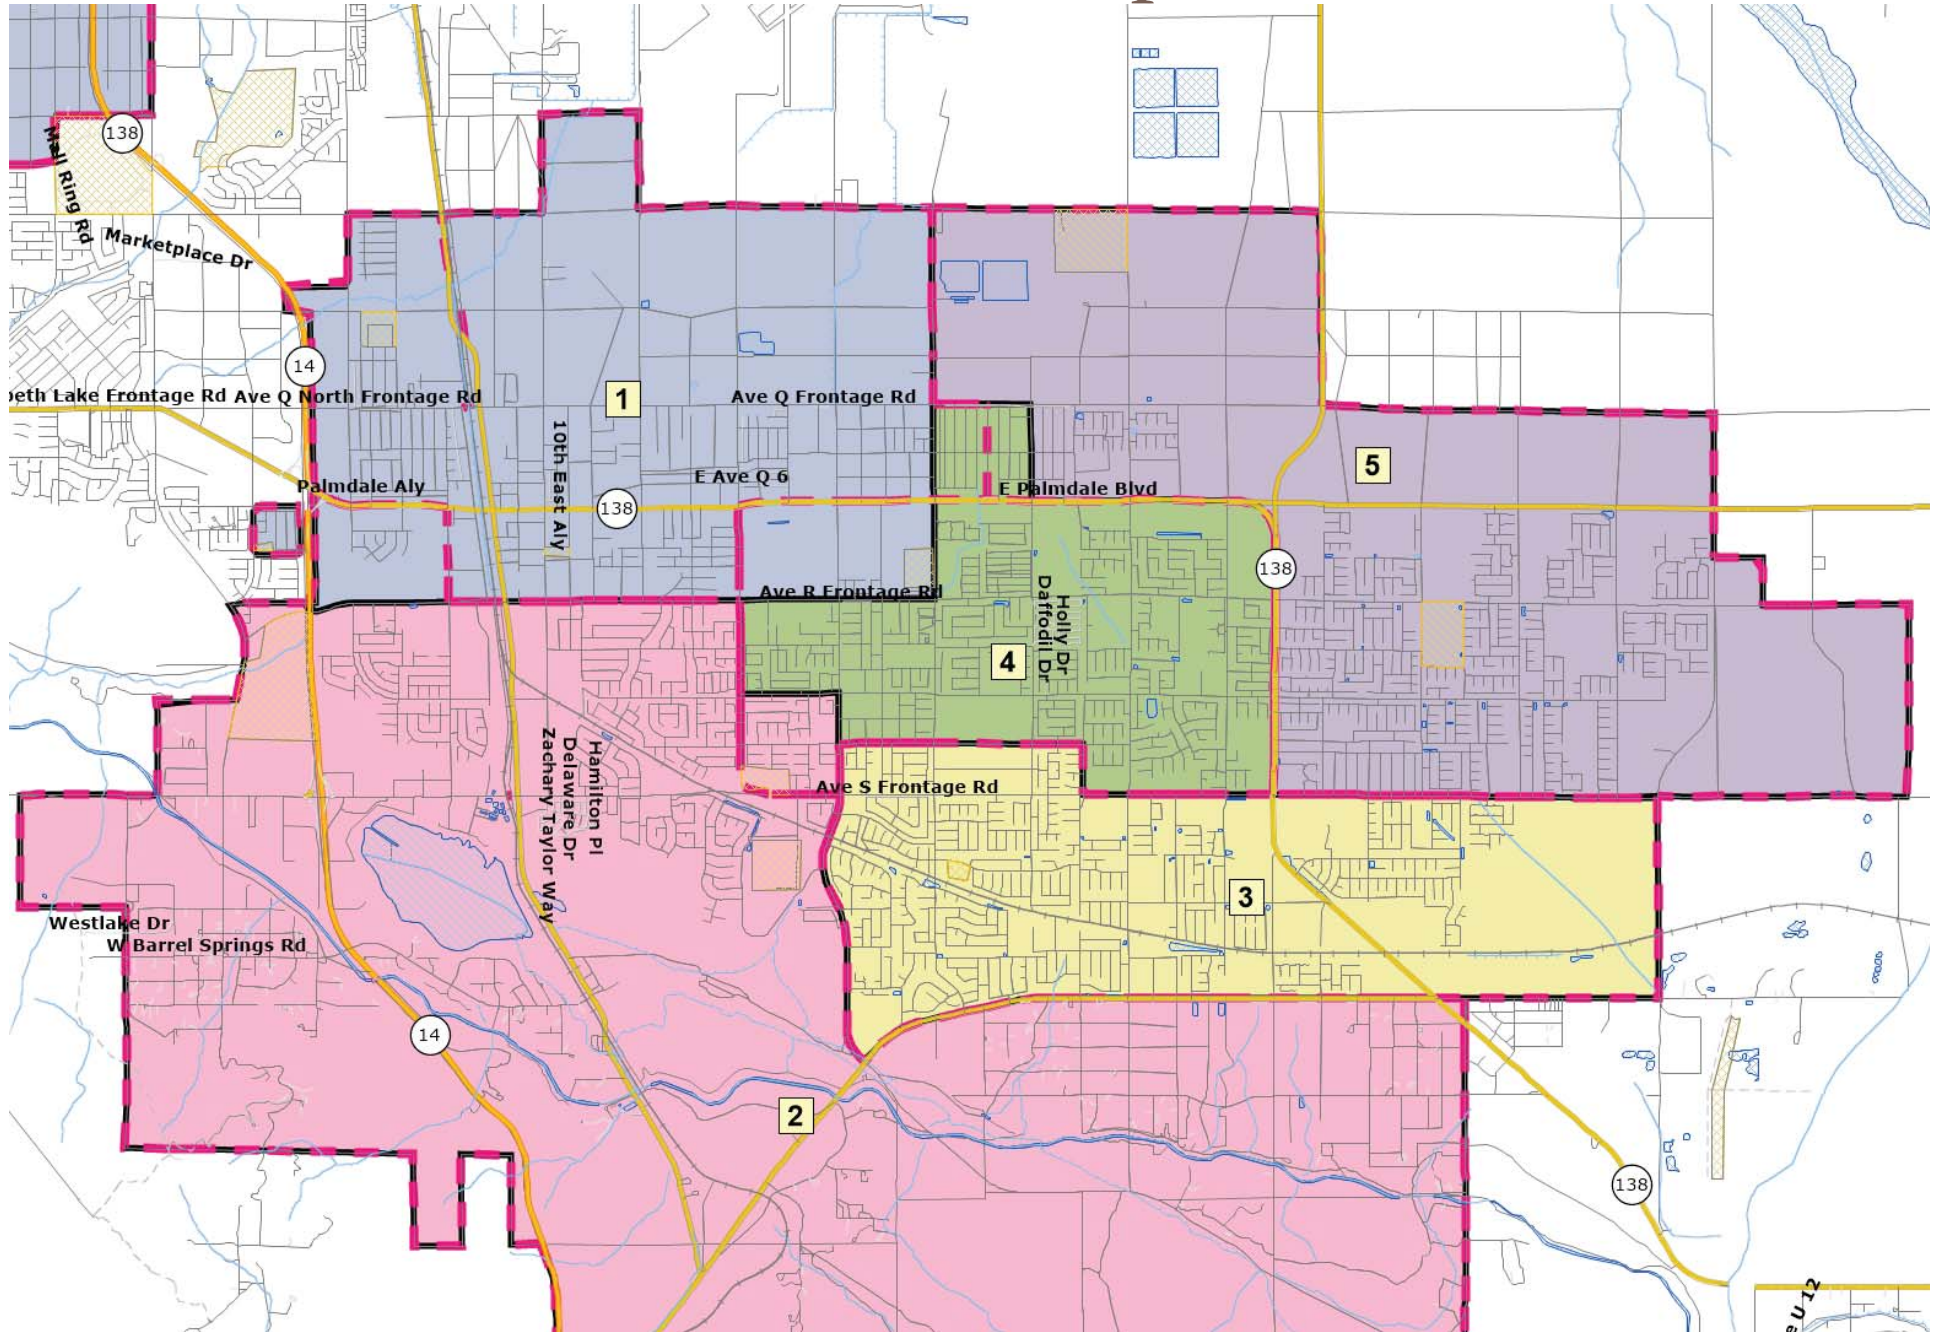 138
Mall Ring Rd
Marketplace Dr
14
beth Lake Frontage Rd
Ave Q North Frontage Rd
1
Ave Q Frontage Rd
10th East Aly
E Ave Q 6
5
Palmdale Aly
138
E Palmdale Blvd
138
Ave R Frontage Rd
Holly Dr
Daffodil Dr
4
Hamilton Pl
Delaware Dr
Zachary Taylor Way
Ave S Frontage Rd
3
Westlake Dr
W Barrel Springs Rd
14
2
138
e U 12